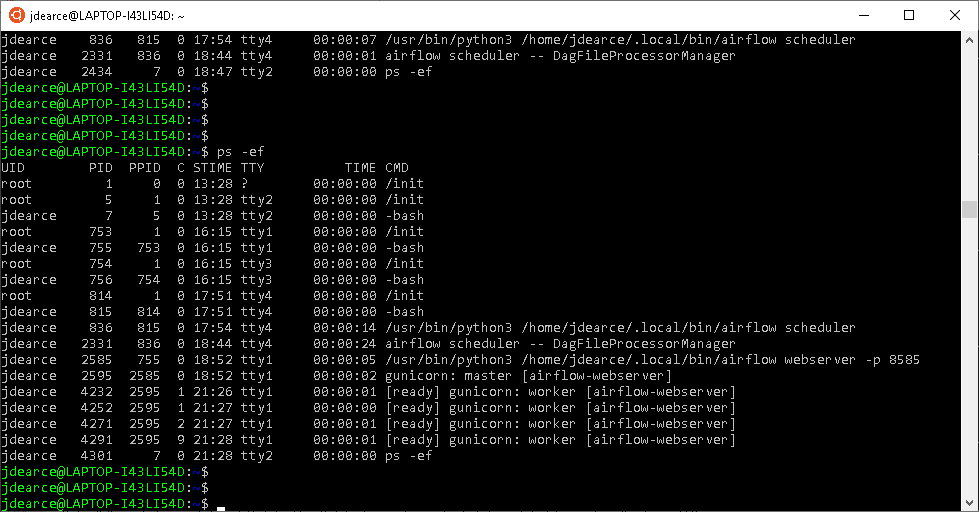 jdearce@LAPTOP-I43LI54D: ~
jdearce    836   815  0 17:54 tty4     00:00:07 /usr/bin/python3 /home/jdearce/.local/bin/airflow scheduler
jdearce   2331   836  0 18:44 tty4     00:00:01 airflow scheduler -- DagFileProcessorManager
jdearce   2434     7  0 18:47 tty2     00:00:00 ps -ef
jdearce@LAPTOP-I43LI54D:~$
jdearce@LAPTOP-I43LI54D:~$
jdearce@LAPTOP-I43LI54D:~$
jdearce@LAPTOP-I43LI54D:~$
jdearce@LAPTOP-I43LI54D:~$ ps -ef
UID        PID  PPID  C STIME TTY          TIME CMD
root         1     0  0 13:28 ?        00:00:00 /init
root         5     1  0 13:28 tty2     00:00:00 /init
jdearce      7     5  0 13:28 tty2     00:00:00 -bash
root       753     1  0 16:15 tty1     00:00:00 /init
jdearce    755   753  0 16:15 tty1     00:00:00 -bash
root       754     1  0 16:15 tty3     00:00:00 /init
jdearce    756   754  0 16:15 tty3     00:00:00 -bash
root       814     1  0 17:51 tty4     00:00:00 /init
jdearce    815   814  0 17:51 tty4     00:00:00 -bash
jdearce    836   815  0 17:54 tty4     00:00:14 /usr/bin/python3 /home/jdearce/.local/bin/airflow scheduler
jdearce   2331   836  0 18:44 tty4     00:00:24 airflow scheduler -- DagFileProcessorManager
jdearce   2585   755  0 18:52 tty1     00:00:05 /usr/bin/python3 /home/jdearce/.local/bin/airflow webserver -p 8585
jdearce   2595  2585  0 18:52 tty1     00:00:02 gunicorn: master [airflow-webserver]
jdearce   4232  2595  1 21:26 tty1     00:00:01 [ready] gunicorn: worker [airflow-webserver]
jdearce   4252  2595  1 21:27 tty1     00:00:00 [ready] gunicorn: worker [airflow-webserver]
jdearce   4271  2595  2 21:27 tty1     00:00:01 [ready] gunicorn: worker [airflow-webserver]
jdearce   4291  2595  9 21:28 tty1     00:00:01 [ready] gunicorn: worker [airflow-webserver]
jdearce   4301     7  0 21:28 tty2     00:00:00 ps -ef
jdearce@LAPTOP-I43LI54D:~$
jdearce@LAPTOP-I43LI54D:~$
jdearce@LAPTOP-I43LI54D:~$